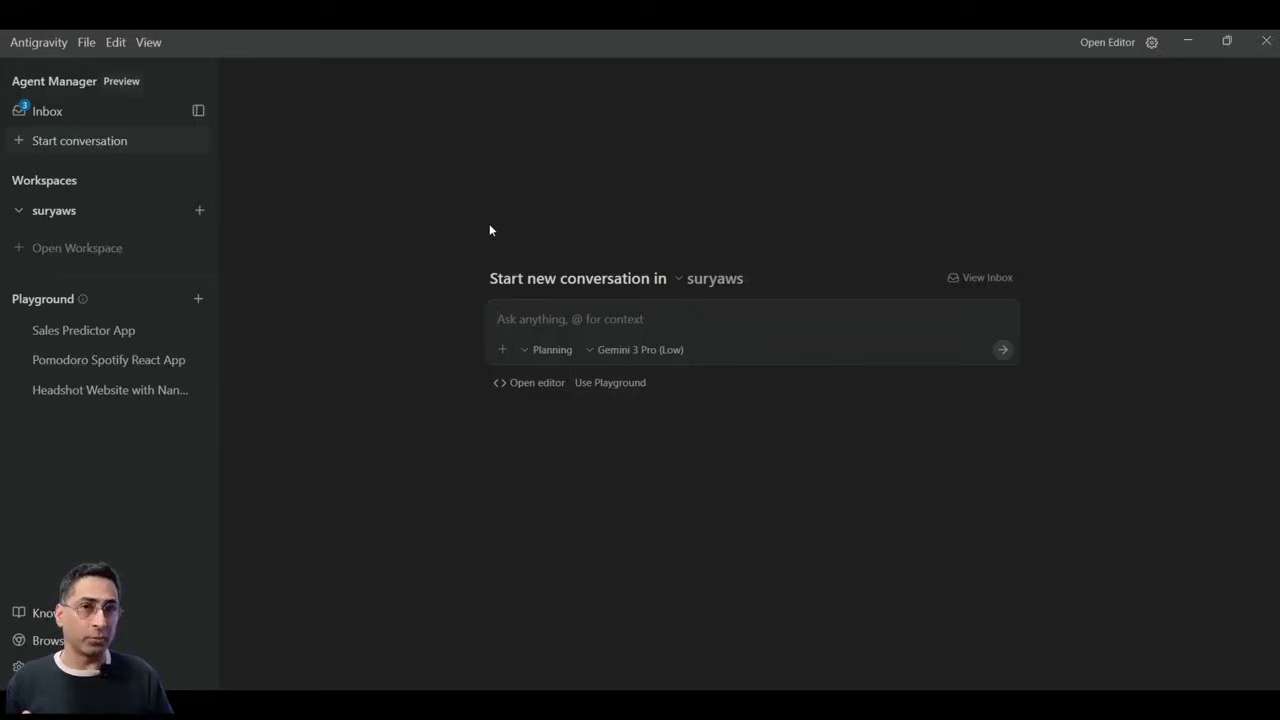 Antigravity File Edit View Open Editor
Agent Manager Preview
3
Inbox
+ Start conversation
Workspaces
suryaws +
+ Open Workspace
Start new conversation in suryaws View Inbox
Ask anything, @ for context
+ Planning Gemini 3 Pro (Low)
<> Open editor Use Playground
Playground +
Sales Predictor App
Pomodoro Spotify React App
Headshot Website with Nan...